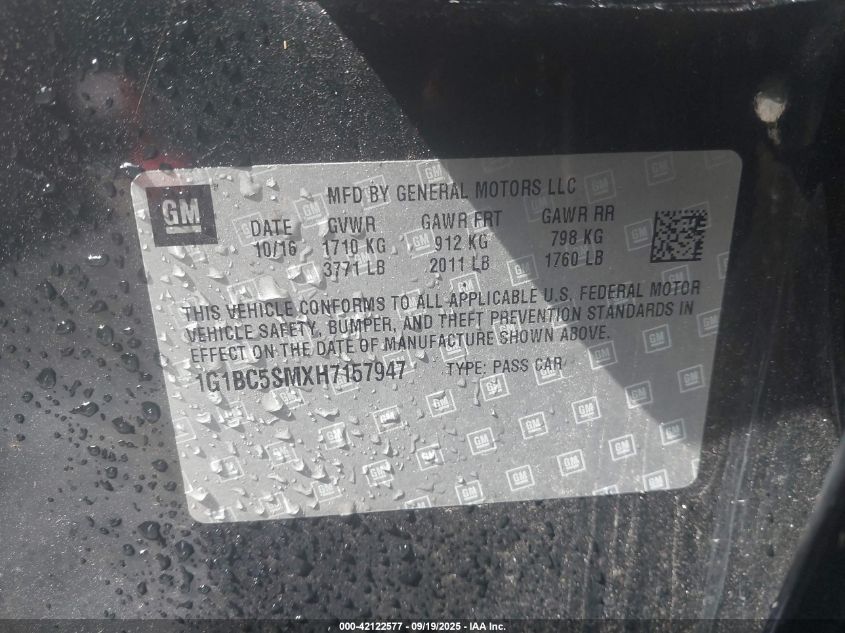 GM
MFD BY GENERAL MOTORS LLC
DATE GVWR GAWR FRT GAWR RR
10/16 1710 KG 912 KG 798 KG
3771 LB 2011 LB 1760 LB
THIS VEHICLE CONFORMS TO ALL APPLICABLE U.S. FEDERAL MOTOR
VEHICLE SAFETY, BUMPER, AND THEFT PREVENTION STANDARDS IN
EFFECT ON THE DATE OF MANUFACTURE SHOWN ABOVE.
1G1BC5SMXH7157947 TYPE: PASS CAR
000-42122577 - 09/19/2025 - IAA Inc.